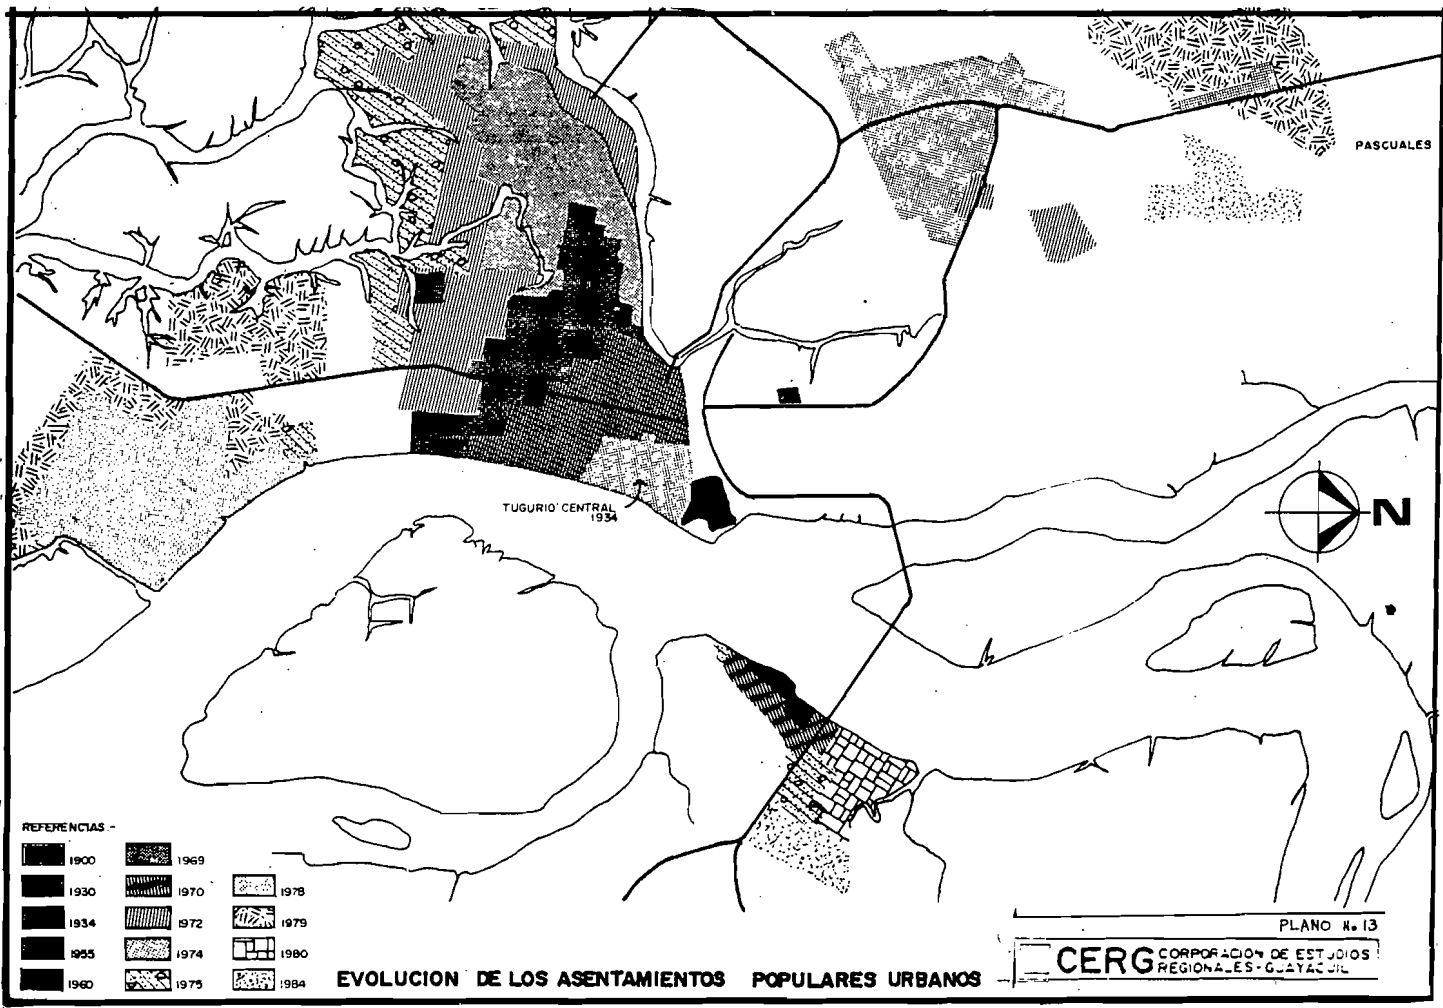 PASCUALES
TUGURIO CENTRAL
1934
N
REFERENCIAS.-
1900
1930
1934
1955
1960
1969
1970
1972
1974
1975
1978
1979
1980
1984
EVOLUCION DE LOS ASENTAMIENTOS POPULARES URBANOS
PLANO No 13
CERG CORPORACION DE ESTUDIOS
REGIONALES-GUAYAQUIL